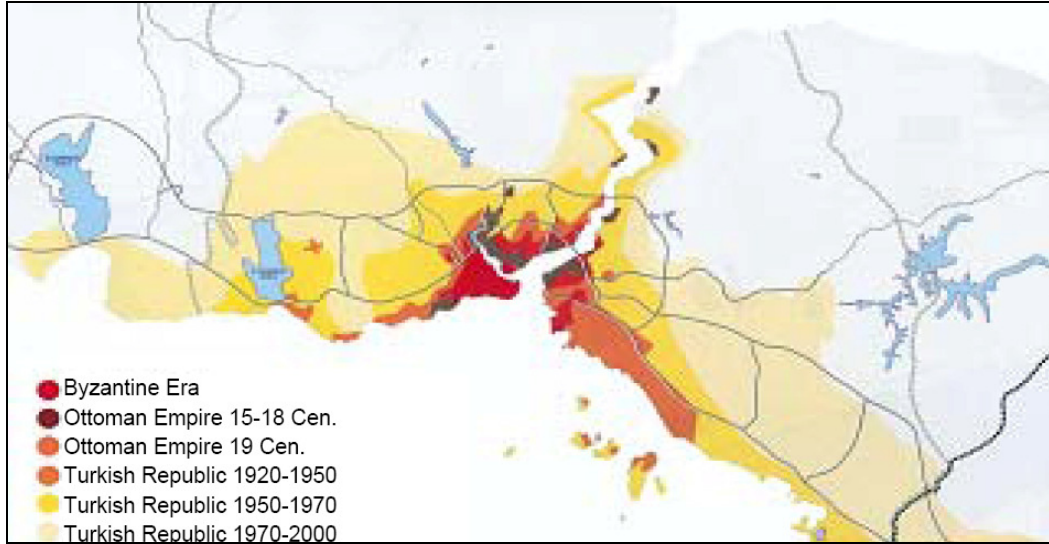 Byzantine Era
Ottoman Empire 15-18 Cen.
Ottoman Empire 19 Cen.
Turkish Republic 1920-1950
Turkish Republic 1950-1970
Turkish Republic 1970-2000